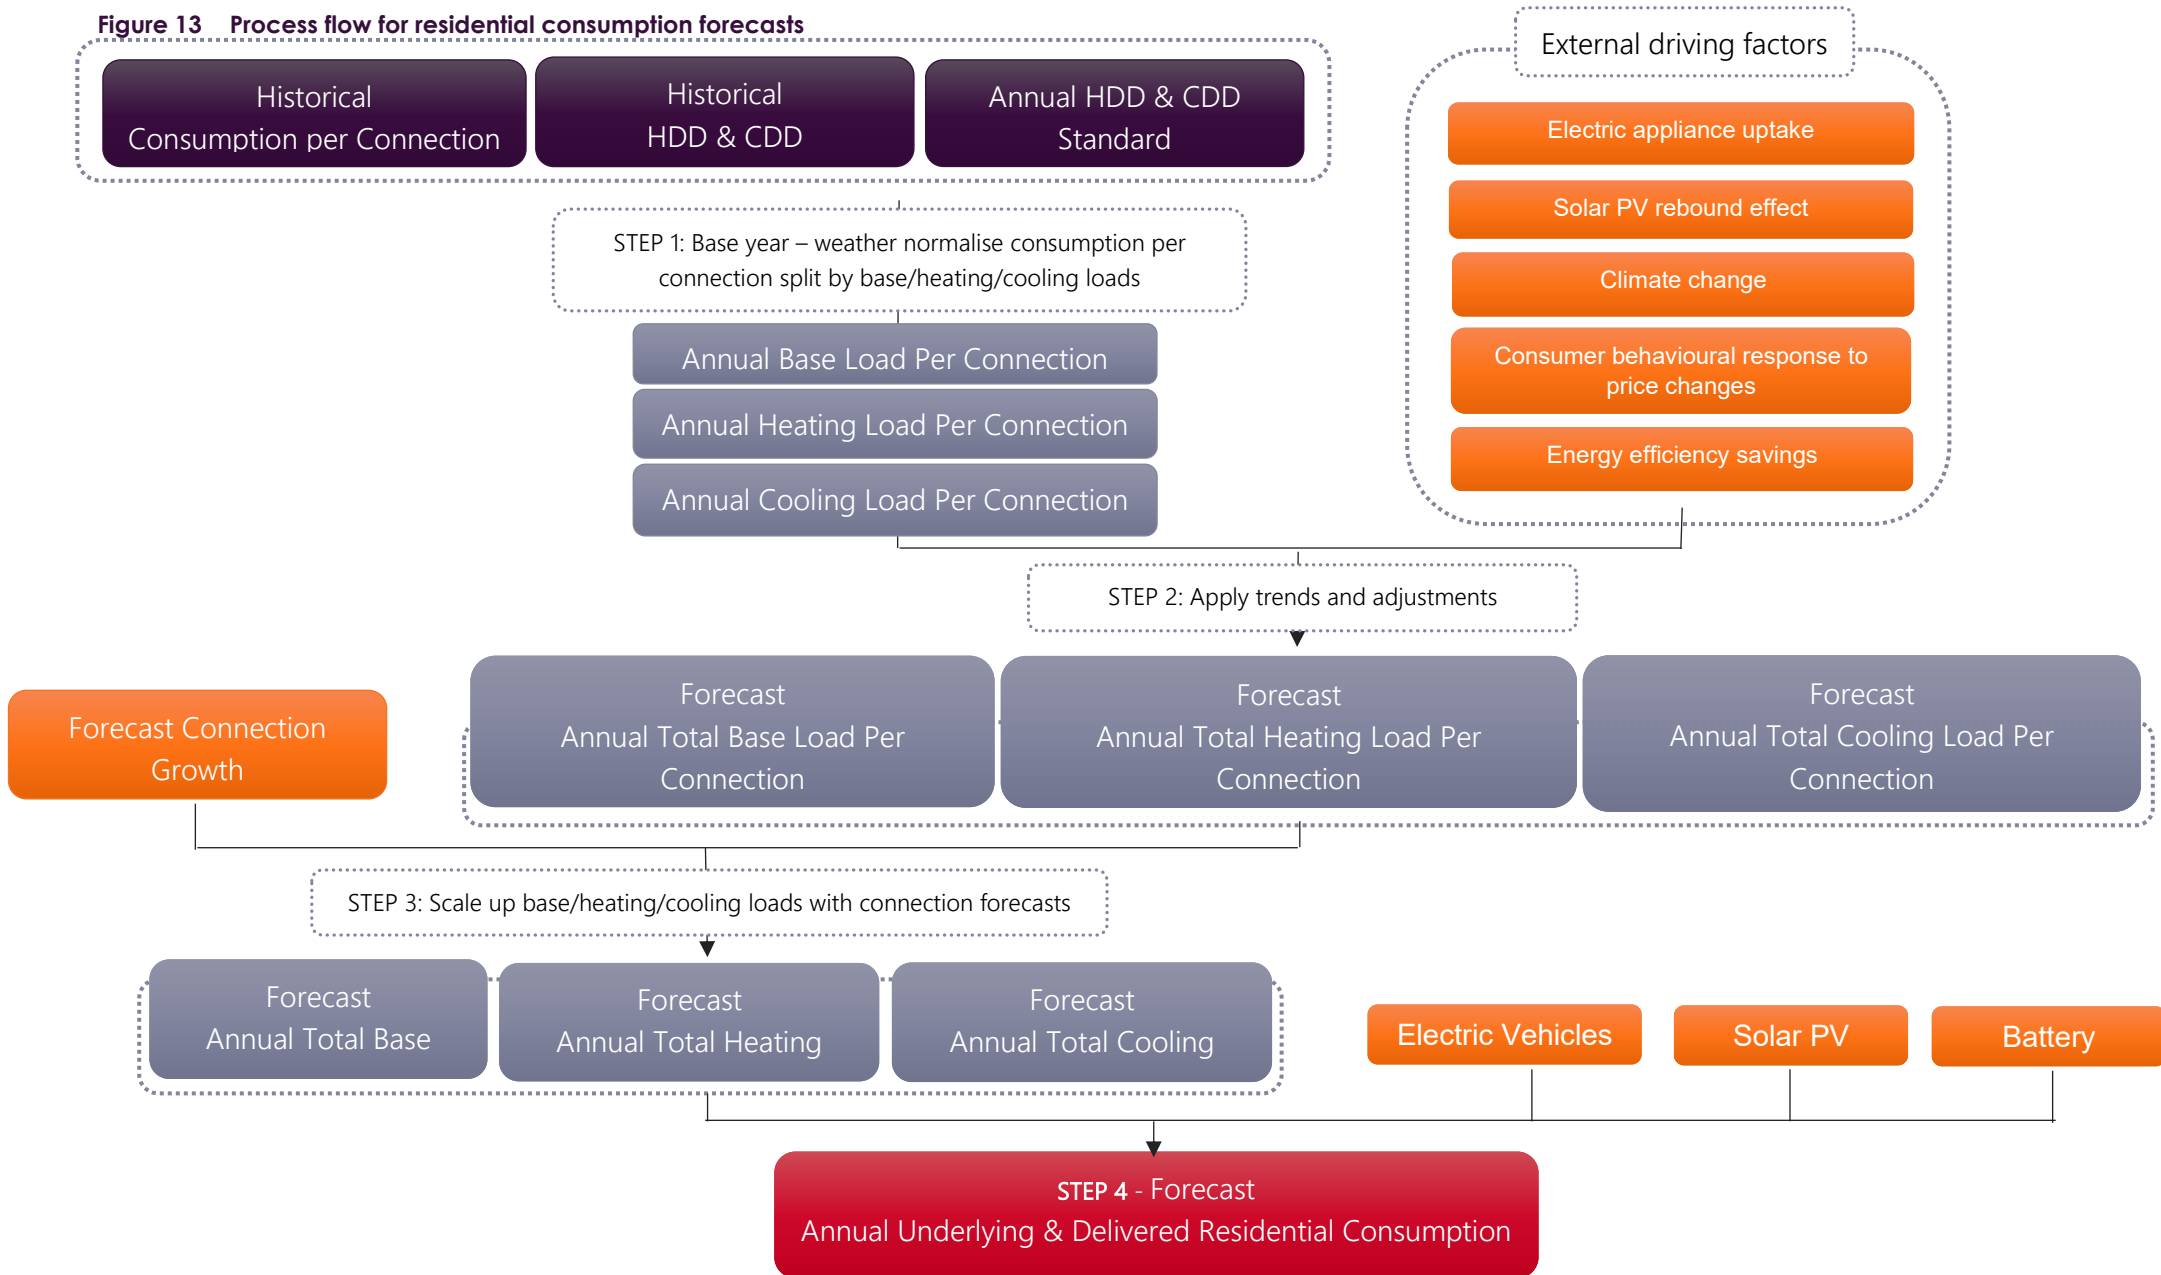 Figure 13 Process flow for residential consumption forecasts
Historical
Consumption per Connection
Historical
HDD & CDD
Annual HDD & CDD
Standard
External driving factors
Electric appliance uptake
Solar PV rebound effect
Climate change
Consumer behavioural response to
price changes
Energy efficiency savings
STEP 1: Base year – weather normalise consumption per
connection split by base/heating/cooling loads
Annual Base Load Per Connection
Annual Heating Load Per Connection
Annual Cooling Load Per Connection
STEP 2: Apply trends and adjustments
Forecast Connection
Growth
Forecast
Annual Total Base Load Per
Connection
Forecast
Annual Total Heating Load Per
Connection
Forecast
Annual Total Cooling Load Per
Connection
STEP 3: Scale up base/heating/cooling loads with connection forecasts
Forecast
Annual Total Base
Forecast
Annual Total Heating
Forecast
Annual Total Cooling
Electric Vehicles
Solar PV
Battery
STEP 4 - Forecast
Annual Underlying & Delivered Residential Consumption